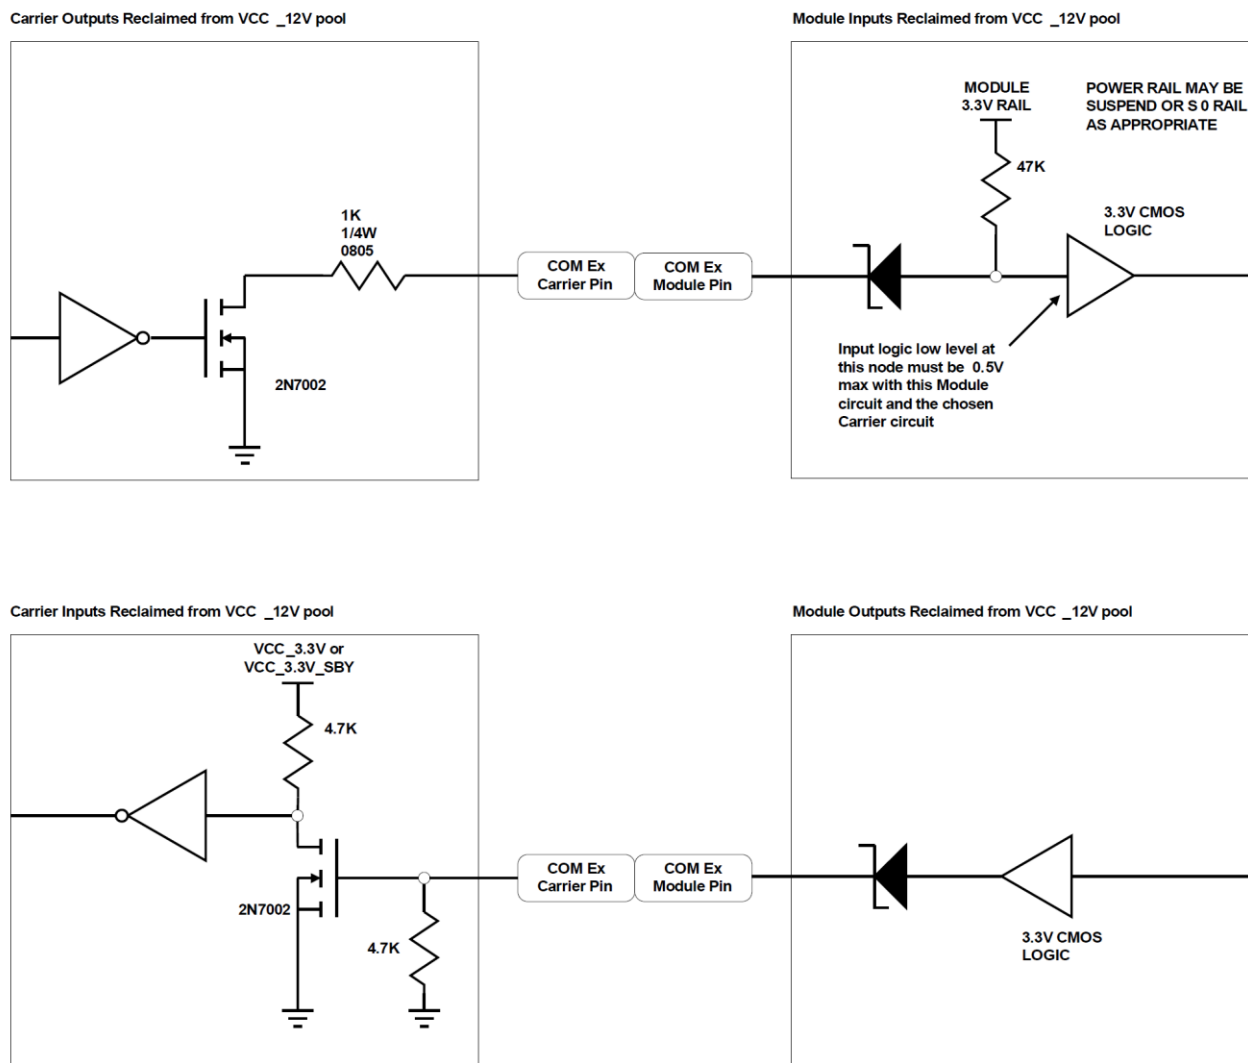 Carrier Outputs Reclaimed from VCC _12V pool
Module Inputs Reclaimed from VCC _12V pool
MODULE
3.3V RAIL
POWER RAIL MAY BE
SUSPEND OR S 0 RAIL
AS APPROPRIATE
47K
1K
1/4W
0805
3.3V CMOS
LOGIC
COM Ex
Carrier Pin
COM Ex
Module Pin
2N7002
Input logic low level at
this node must be 0.5V
max with this Module
circuit and the chosen
Carrier circuit
Carrier Inputs Reclaimed from VCC _12V pool
Module Outputs Reclaimed from VCC _12V pool
VCC_3.3V or
VCC_3.3V_SBY
4.7K
COM Ex
Carrier Pin
COM Ex
Module Pin
2N7002
4.7K
3.3V CMOS
LOGIC